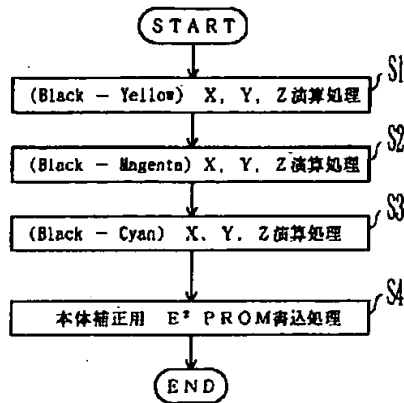 START
S1
(Black - Yellow) X, Y, Z演算処理
S2
(Black - Magenta) X, Y, Z演算処理
S3
(Black - Cyan) X, Y, Z演算処理
S4
本体補正用 E² PROM書込処理
END